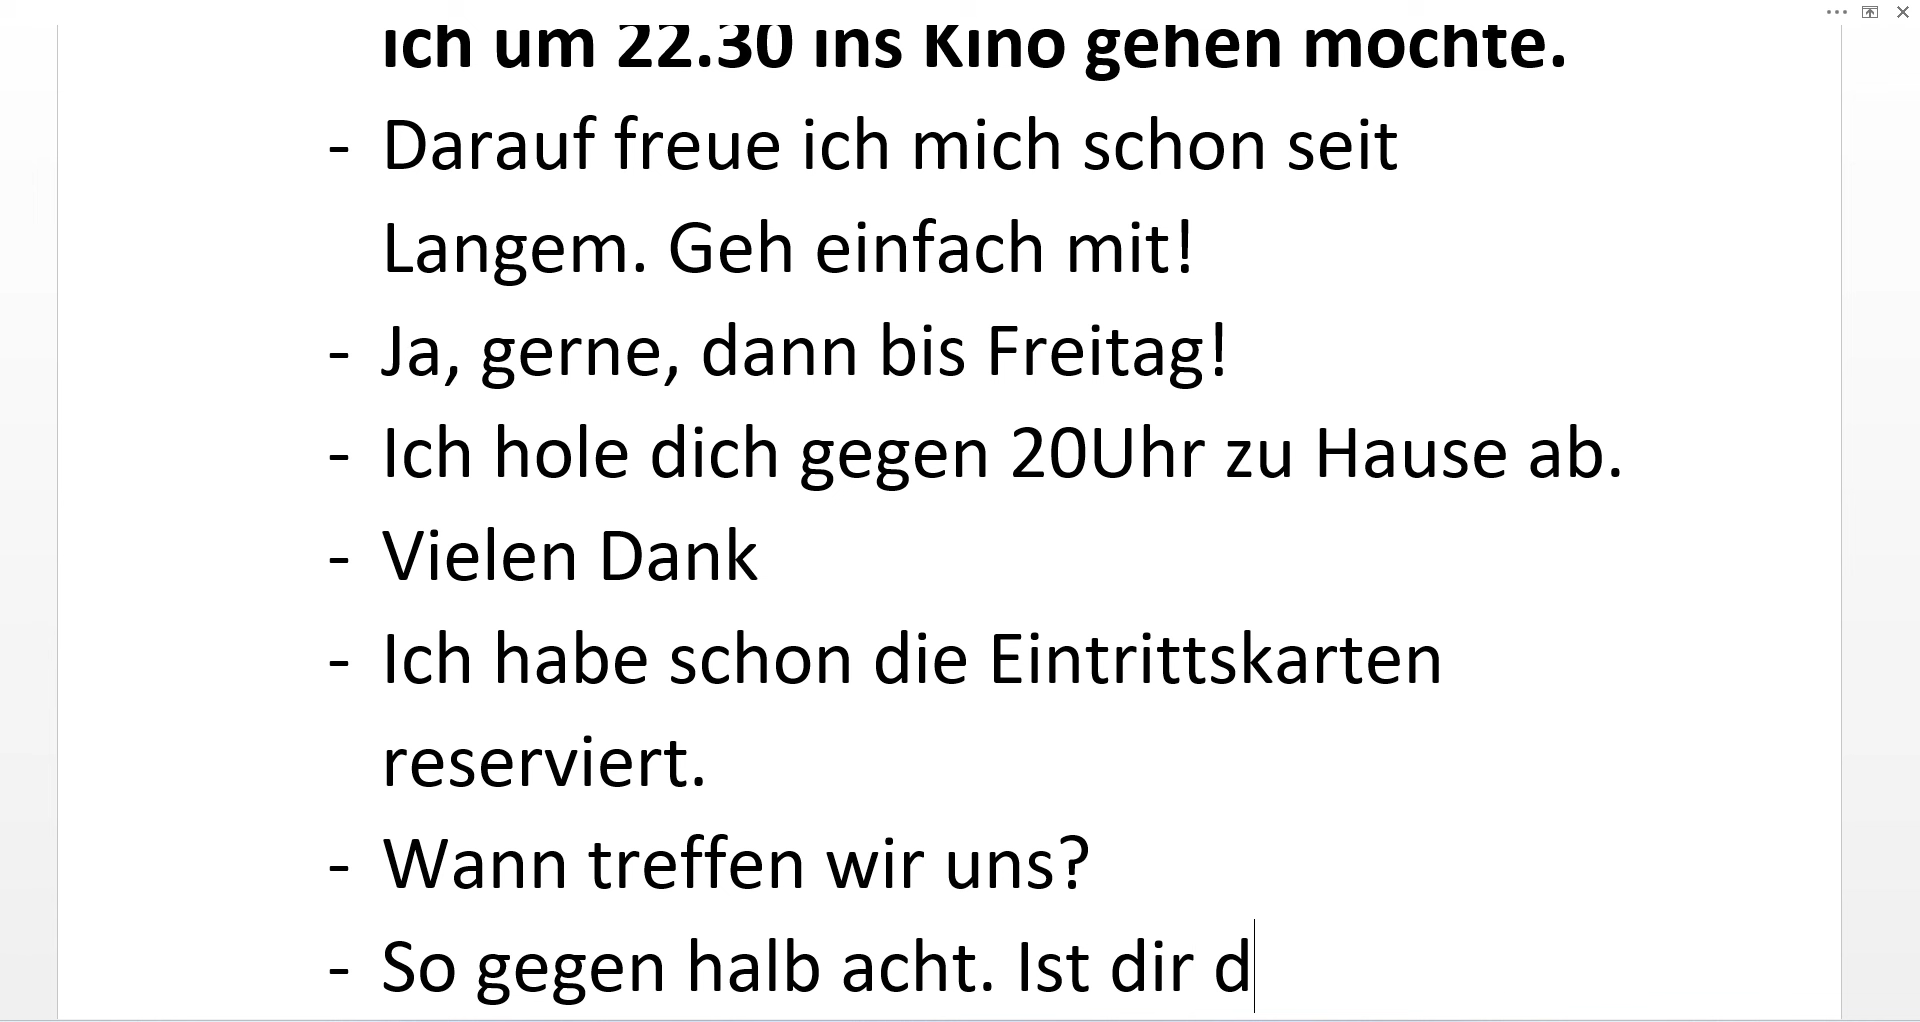 ich um 22.30 ins Kino gehen möchte.
- Darauf freue ich mich schon seit
Langem. Geh einfach mit!
- Ja, gerne, dann bis Freitag!
- Ich hole dich gegen 20Uhr zu Hause ab.
- Vielen Dank
- Ich habe schon die Eintrittskarten
reserviert.
- Wann treffen wir uns?
- So gegen halb acht. Ist dir d